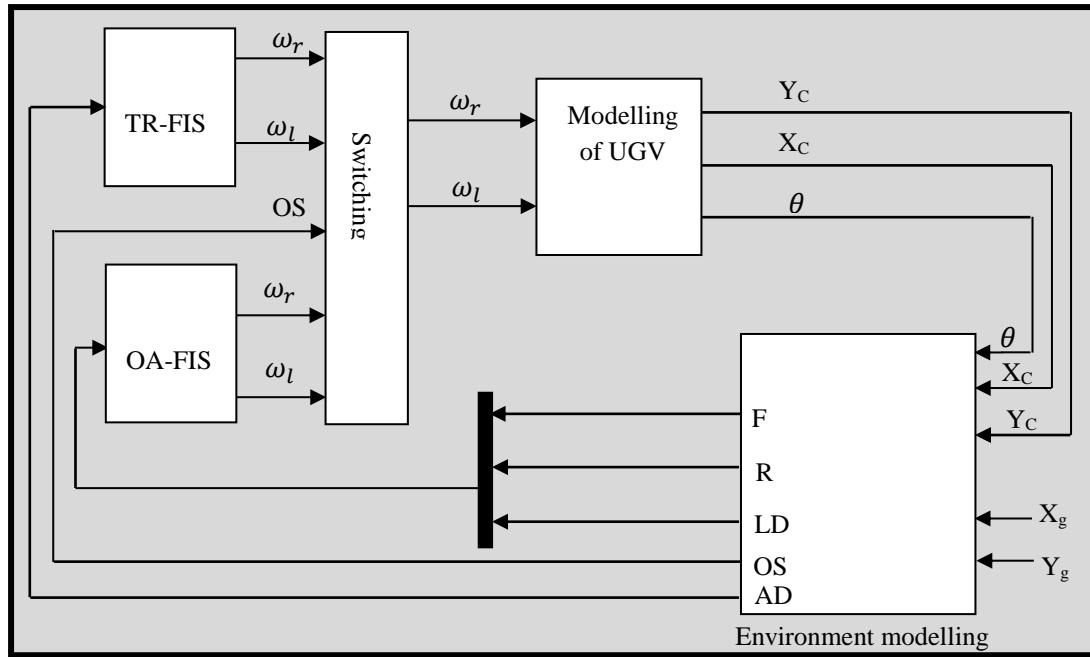 TR-FIS
ω_r
ω_l
OS
OA-FIS
ω_r
ω_l
Switching
ω_r
ω_l
Modelling
of UGV
Y_C
X_C
θ
θ
X_C
Y_C
X_g
Y_g
F
R
LD
OS
AD
Environment modelling